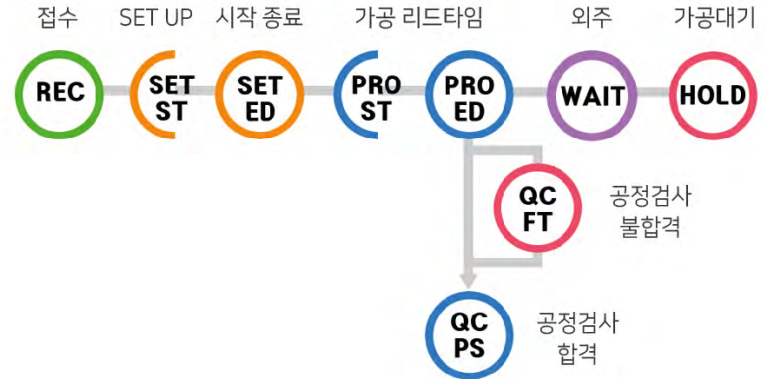 접수 SET UP 시작 종료 가공 리드타임 외주 가공대기
REC
SET
ST
SET
ED
PRO
ST
PRO
ED
WAIT
HOLD
QC
FT
공정검사
불합격
QC
PS
공정검사
합격